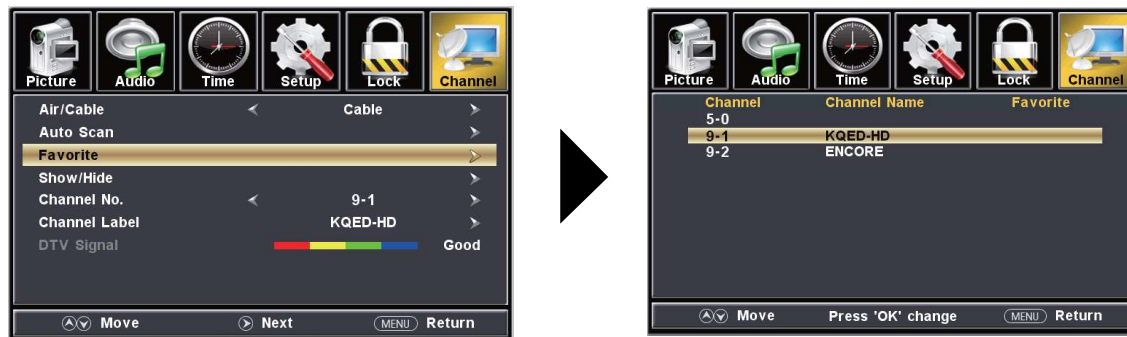 Picture Audio Time Setup Lock Channel
Air/Cable Cable
Auto Scan
Favorite
Show/Hide
Channel No. 9-1
Channel Label KQED-HD
DTV Signal Good
Move Next MENU Return
Picture Audio Time Setup Lock Channel
Channel Channel Name Favorite
5-0
9-1 KQED-HD
9-2 ENCORE
Move Press 'OK' change MENU Return